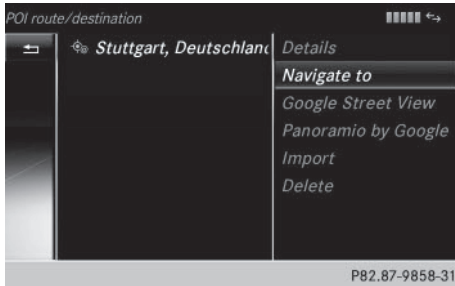 POI route/destination
Stuttgart, Deutschlan
Details
Navigate to
Google Street View
Panoramio by Google
Import
Delete
P82.87-9858-31